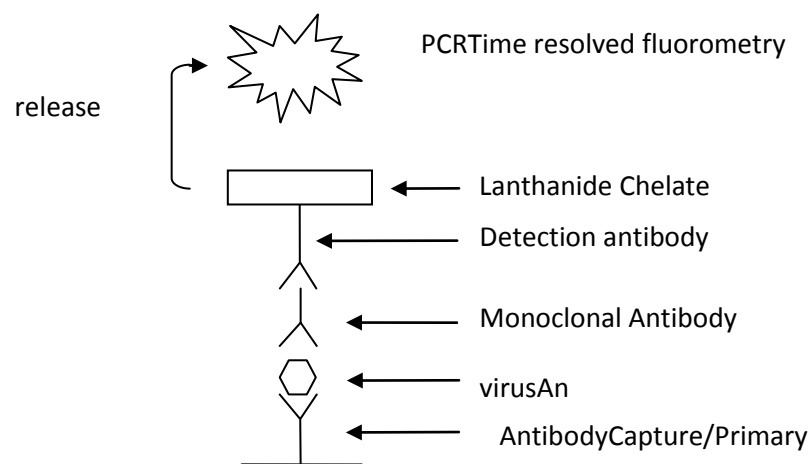 PCRTime resolved fluorometry
release
Lanthanide Chelate
Detection antibody
Monoclonal Antibody
virusAn
AntibodyCapture/Primary